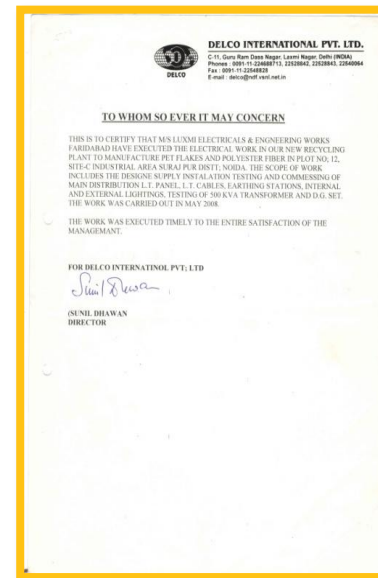 DELCO
DELCO INTERNATIONAL PVT. LTD.
C-11, Guru Ram Dass Nagar, Laxmi Nagar, Delhi (INDIA)
Phones : 0091-11-224688713, 22528642, 22528643, 22540064
Fax : 0091-11-22548828
E-mail : delco@ndf.vsnl.net.in
TO WHOM SO EVER IT MAY CONCERN
THIS IS TO CERTIFY THAT M/S LUXMI ELECTRICALS & ENGNEERING WORKS
FARIDABAD HAVE EXECUTED THE ELECTRICAL WORK IN OUR NEW RECYCLING
PLANT TO MANUFACTURE PET FLAKES AND POLYESTER FIBER IN PLOT NO; 12,
SITE-C INDUSTRIAL AREA SURAJ PUR DISTT; NOIDA. THE SCOPE OF WORK
INCLUDES THE DESIGNE SUPPLY INSTALATION TESTING AND COMMESSING OF
MAIN DISTRIBUTION L.T. PANEL, L.T. CABLES, EARTHING STATIONS, INTERNAL
AND EXTERNAL LIGHTINGS, TESTING OF 500 KVA TRANSFORMER AND D.G. SET.
THE WORK WAS CARRIED OUT IN MAY 2008.
THE WORK WAS EXECUTED TIMELY TO THE ENTIRE SATISFACTION OF THE
MANAGEMANT.
FOR DELCO INTERNATINOL PVT; LTD
Sunil Dhawan
(SUNIL DHAWAN
DIRECTOR